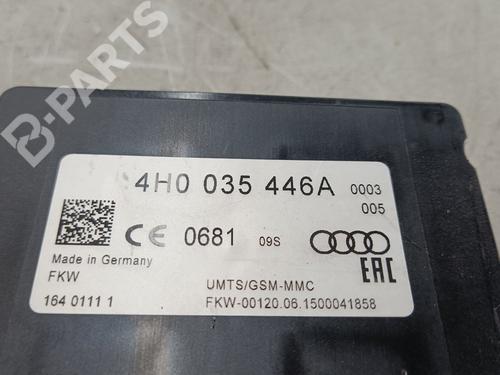 B-PARTS
4H0 035 446A 0003
005
CE 0681 09S
Made in Germany
FKW
EAC
UMTS/GSM-MMC
164 0111 1
FKW-00120.06.1500041858